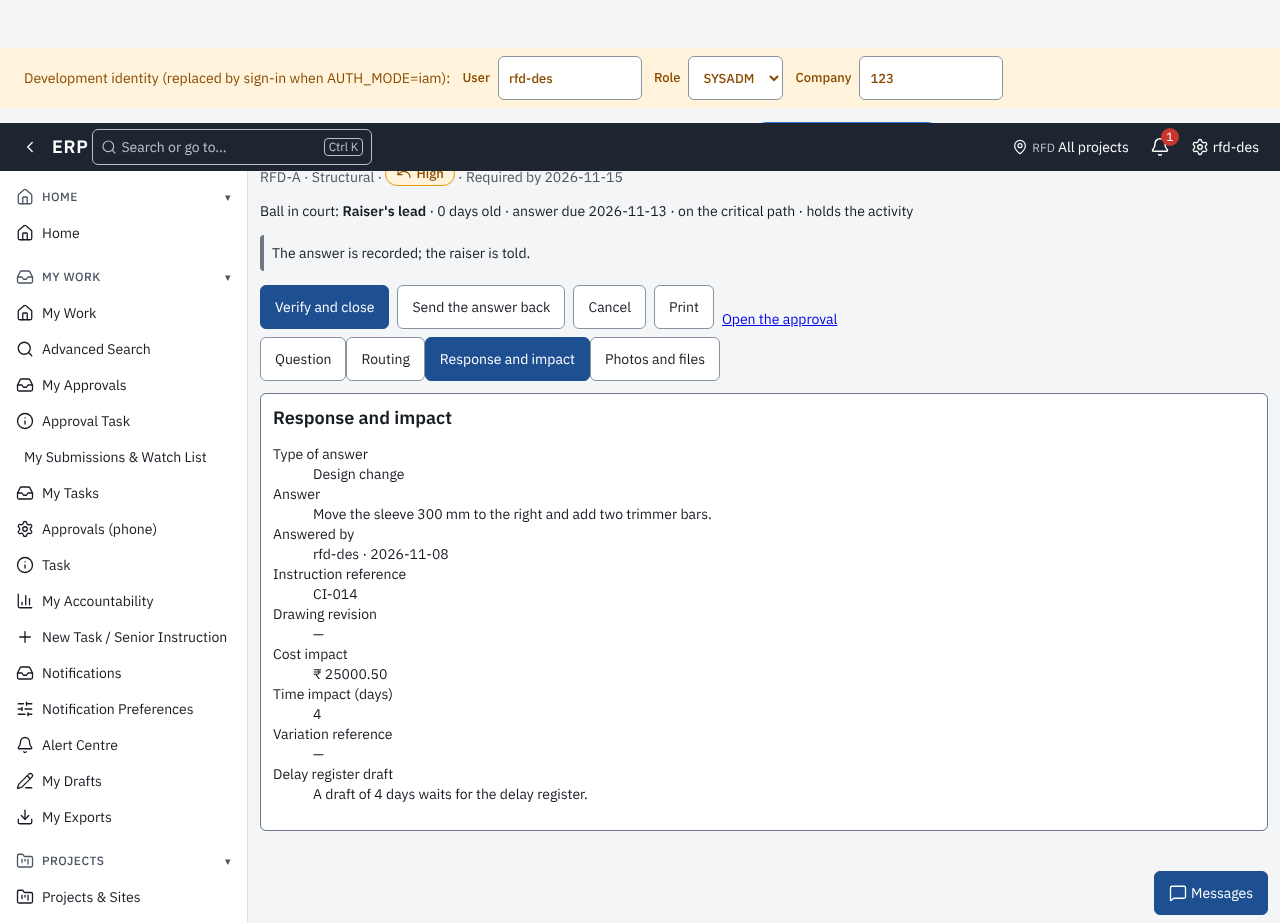 Development identity (replaced by sign-in when AUTH_MODE=iam): User rfd-des Role SYSADM Company 123
ERP Search or go to... Ctrl K RFD All projects 1 rfd-des
HOME
Home
MY WORK
My Work
Advanced Search
My Approvals
Approval Task
My Submissions & Watch List
My Tasks
Approvals (phone)
Task
My Accountability
New Task / Senior Instruction
Notifications
Notification Preferences
Alert Centre
My Drafts
My Exports
PROJECTS
Projects & Sites
RFD-A · Structural · High · Required by 2026-11-15
Ball in court: Raiser's lead · 0 days old · answer due 2026-11-13 · on the critical path · holds the activity
The answer is recorded; the raiser is told.
Verify and close Send the answer back Cancel Print Open the approval
Question Routing Response and impact Photos and files
Response and impact
Type of answer
Design change
Answer
Move the sleeve 300 mm to the right and add two trimmer bars.
Answered by
rfd-des · 2026-11-08
Instruction reference
CI-014
Drawing revision
—
Cost impact
₹ 25000.50
Time impact (days)
4
Variation reference
—
Delay register draft
A draft of 4 days waits for the delay register.
Messages